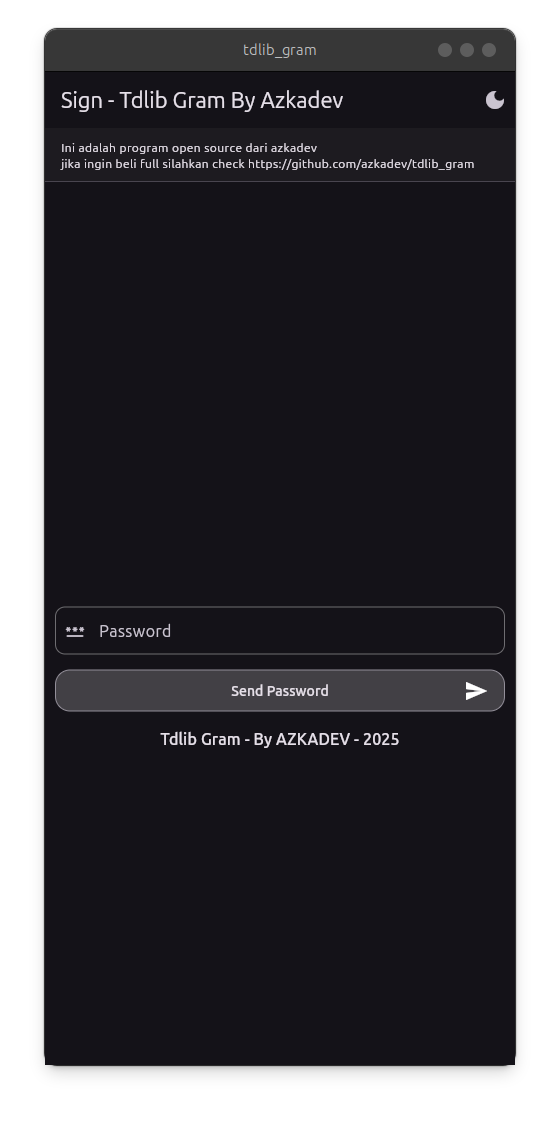 tdlib_gram
Sign - Tdlib Gram By Azkadev
Ini adalah program open source dari azkadev
jika ingin beli full silahkan check https://github.com/azkadev/tdlib_gram
Password
Send Password
Tdlib Gram - By AZKADEV - 2025